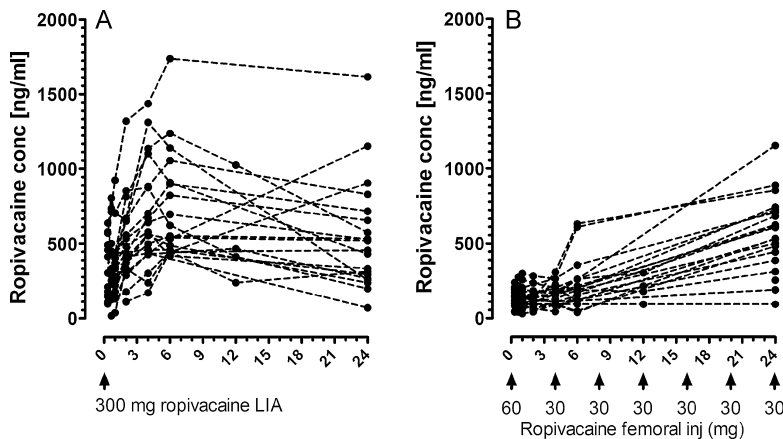 A
B
Ropivacaine conc [ng/ml]
2000
1500
1000
500
0
0 3 6 9 12 15 18 21 24
300 mg ropivacaine LIA
Ropivacaine conc [ng/ml]
2000
1500
1000
500
0
0 3 6 9 12 15 18 21 24
60 30 30 30 30 30 30
Ropivacaine femoral inj (mg)